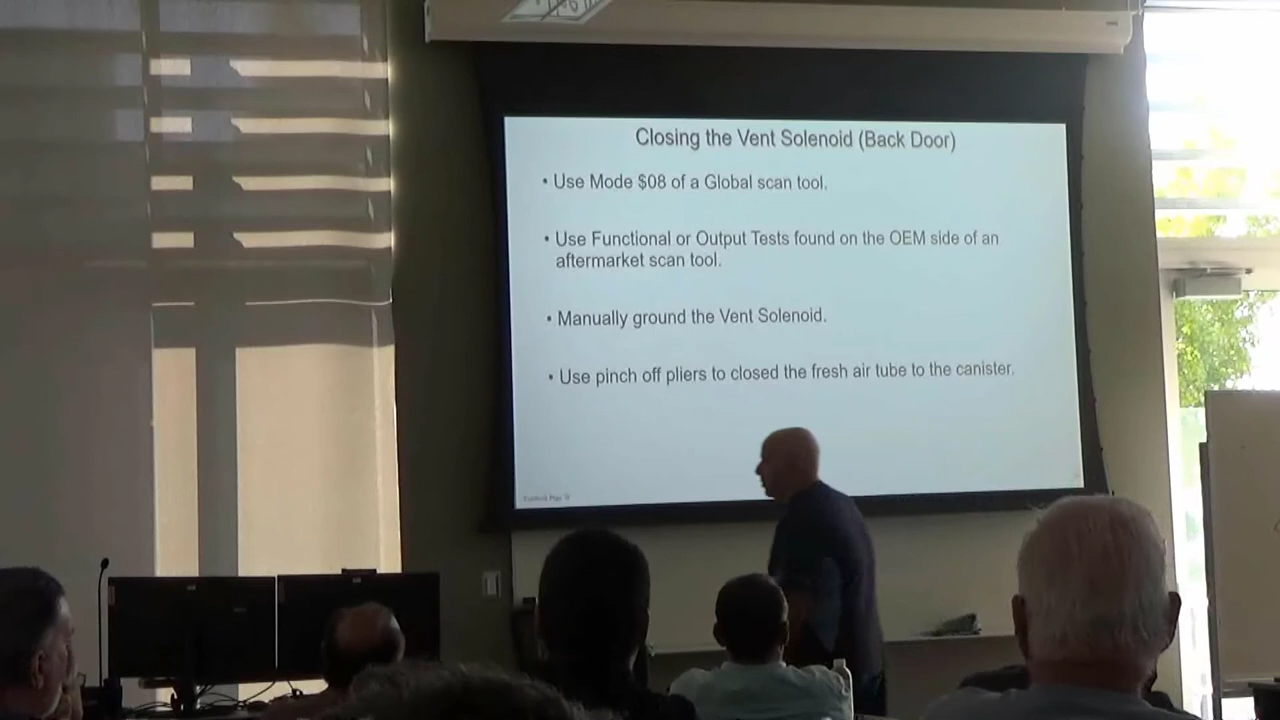 Closing the Vent Solenoid (Back Door)
• Use Mode $08 of a Global scan tool.
• Use Functional or Output Tests found on the OEM side of an
aftermarket scan tool.
• Manually ground the Vent Solenoid.
• Use pinch off pliers to closed the fresh air tube to the canister.